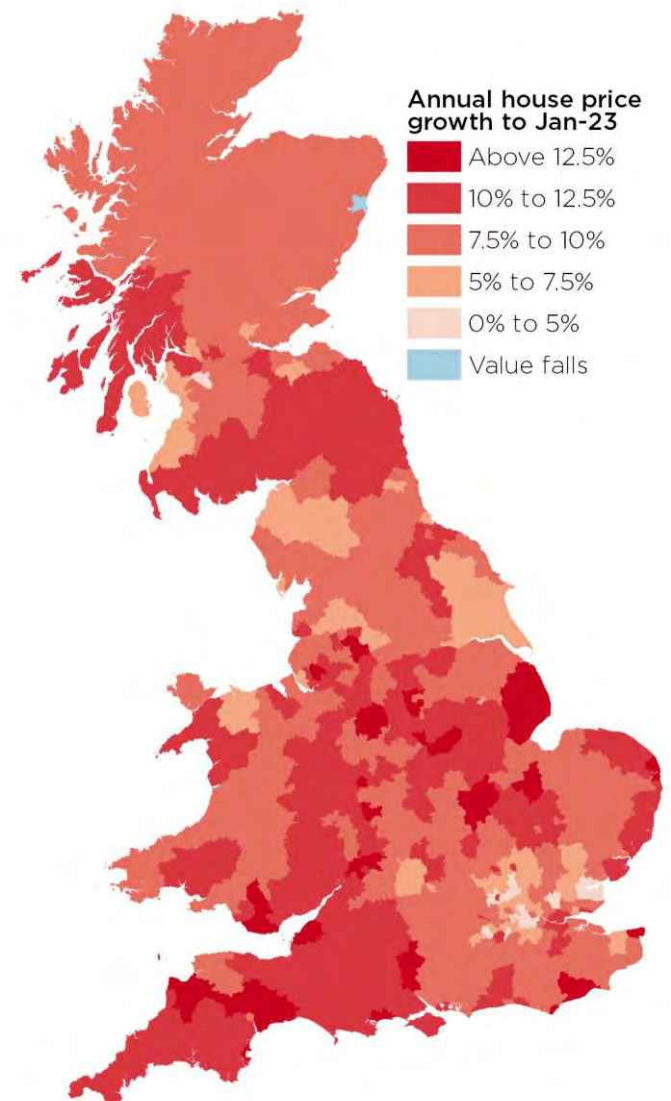 Annual house price
growth to Jan-23
Above 12.5%
10% to 12.5%
7.5% to 10%
5% to 7.5%
0% to 5%
Value falls